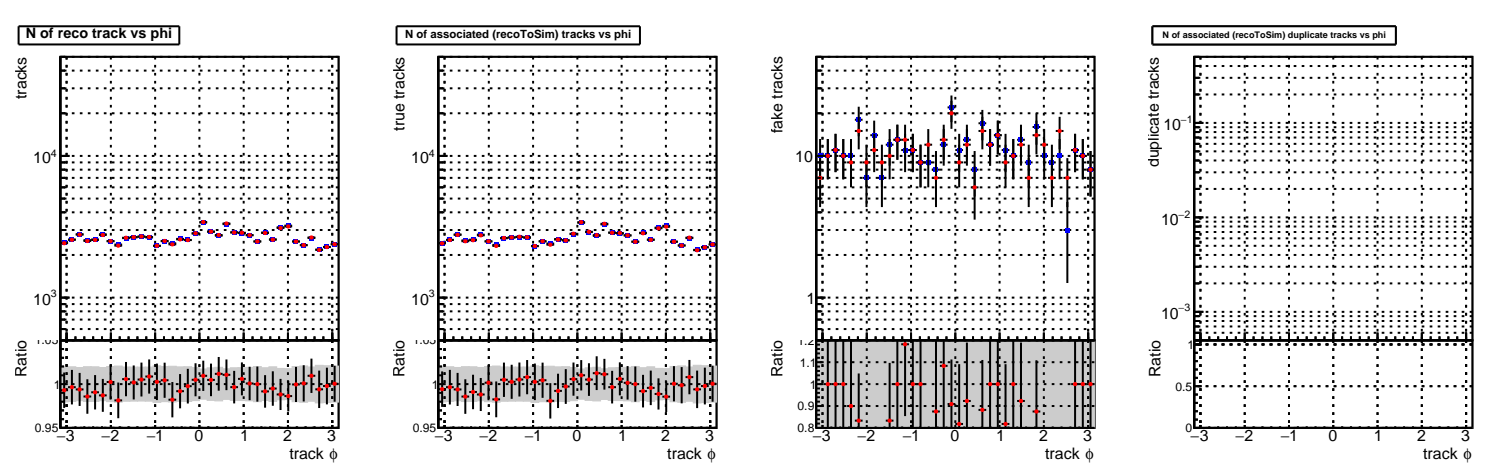 N of reco track vs phi
tracks
10⁴
10³
Ratio
1.05
1
0.95
−3 −2 −1 0 1 2 3
track ϕ
N of associated (recoToSim) tracks vs phi
true tracks
10⁴
10³
Ratio
1.05
1
0.95
−3 −2 −1 0 1 2 3
track ϕ
fake tracks
10
1
Ratio
1.2
1.1
1
0.9
0.8
−3 −2 −1 0 1 2 3
track ϕ
N of associated (recoToSim) duplicate tracks vs phi
duplicate tracks
10⁻¹
10⁻²
10⁻³
Ratio
1
0.5
0
−3 −2 −1 0 1 2 3
track ϕ